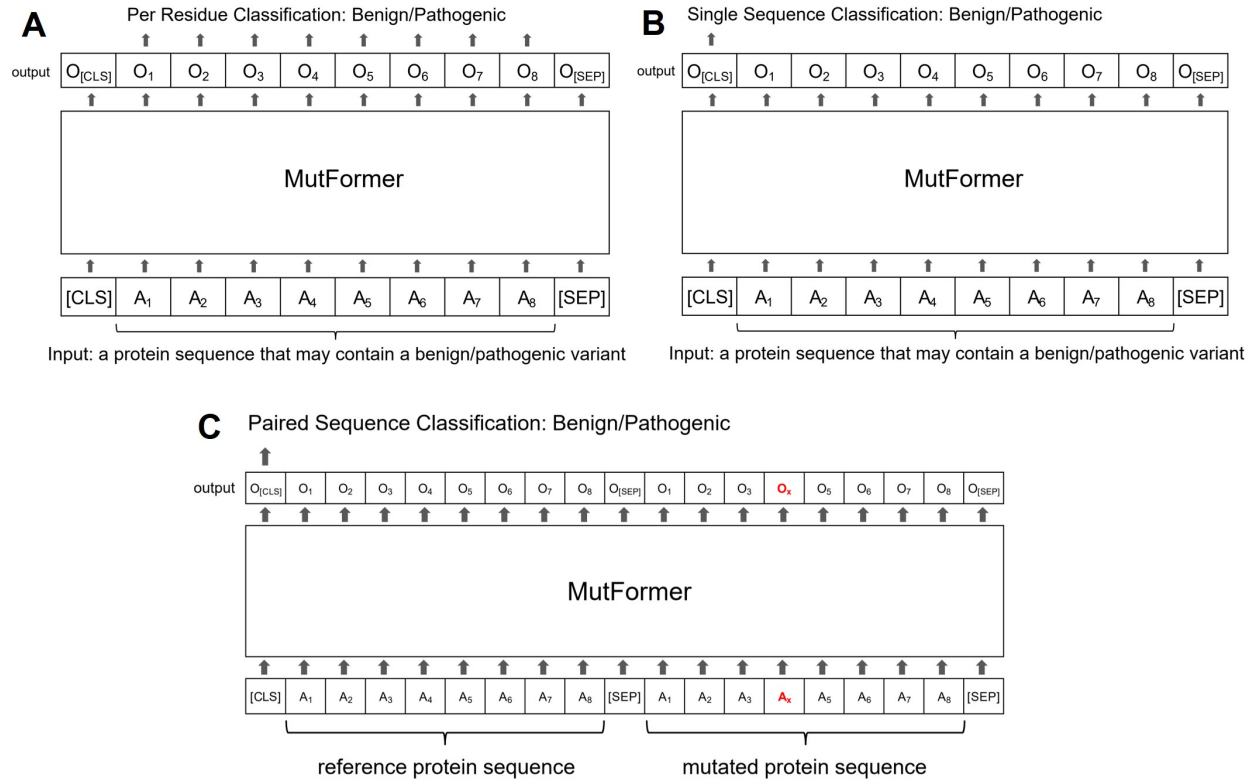 A Per Residue Classification: Benign/Pathogenic
output O[CLS] O1 O2 O3 O4 O5 O6 O7 O8 O[SEP]
MutFormer
[CLS] A1 A2 A3 A4 A5 A6 A7 A8 [SEP]
Input: a protein sequence that may contain a benign/pathogenic variant
B Single Sequence Classification: Benign/Pathogenic
output O[CLS] O1 O2 O3 O4 O5 O6 O7 O8 O[SEP]
MutFormer
[CLS] A1 A2 A3 A4 A5 A6 A7 A8 [SEP]
Input: a protein sequence that may contain a benign/pathogenic variant
C Paired Sequence Classification: Benign/Pathogenic
output O[CLS] O1 O2 O3 O4 O5 O6 O7 O8 O[SEP] O1 O2 O3 Ox O5 O6 O7 O8 O[SEP]
MutFormer
[CLS] A1 A2 A3 A4 A5 A6 A7 A8 [SEP] A1 A2 A3 Ax A5 A6 A7 A8 [SEP]
reference protein sequence mutated protein sequence